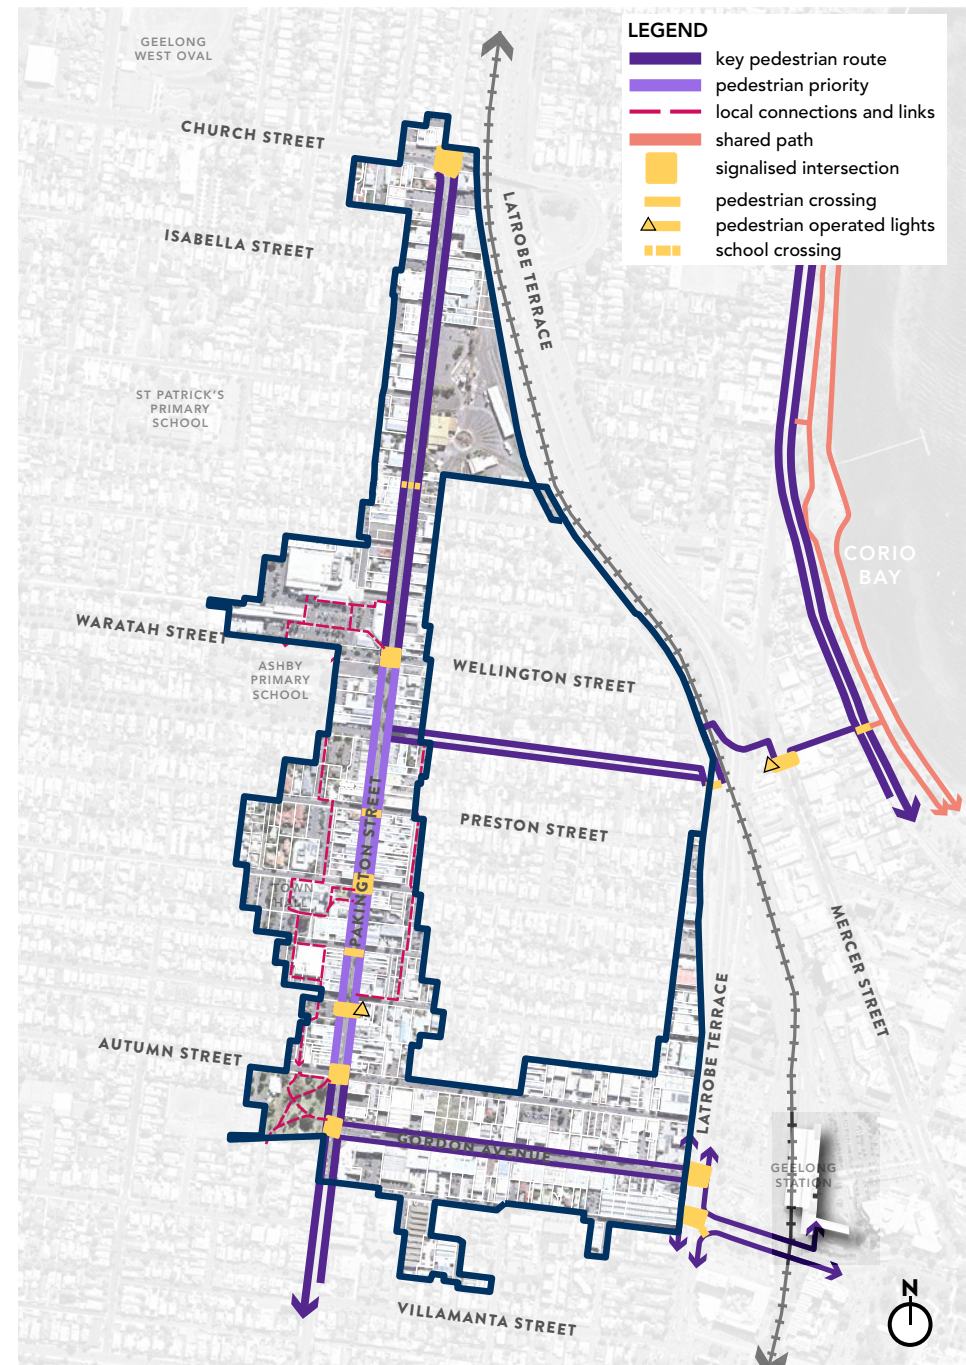 GEELONG
WEST OVAL
LEGEND
key pedestrian route
pedestrian priority
local connections and links
shared path
signalised intersection
pedestrian crossing
pedestrian operated lights
school crossing
CHURCH STREET
ISABELLA STREET
LATROBE TERRACE
ST PATRICK'S
PRIMARY
SCHOOL
CORIO
BAY
WARATAH STREET
ASHBY
PRIMARY
SCHOOL
WELLINGTON STREET
PRESTON STREET
PAKINGTON STREET
TOWN
HALL
MERCER STREET
LATROBE TERRACE
AUTUMN STREET
GORDON AVENUE
GEELONG
STATION
VILLAMANTA STREET
N